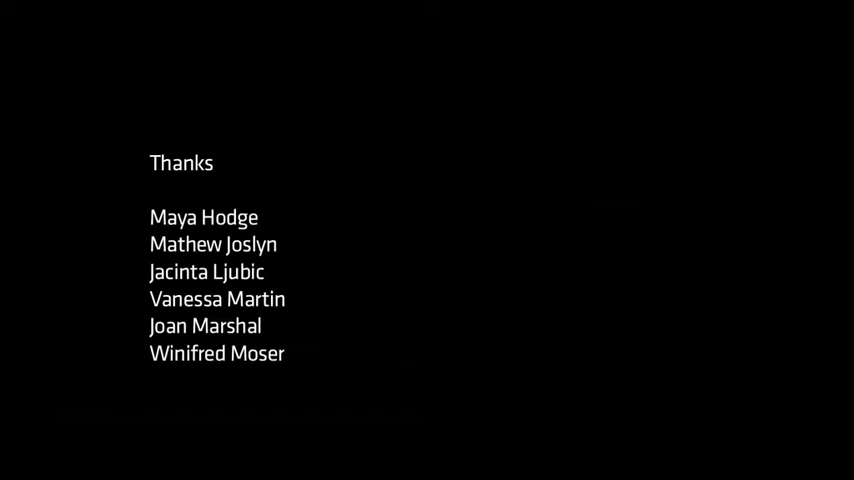 Thanks
Maya Hodge
Mathew Joslyn
Jacinta Ljubic
Vanessa Martin
Joan Marshal
Winifred Moser